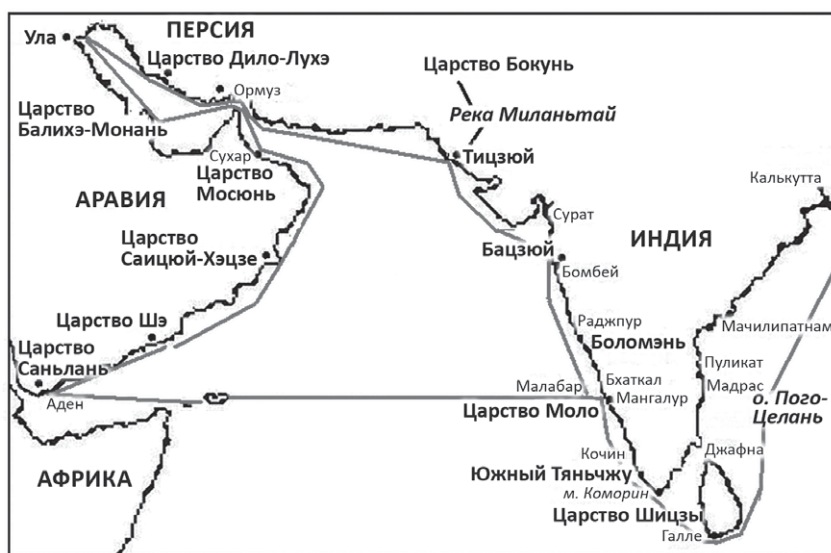 ПЕРСИЯ
Ула
Царство Дило-Лухэ
Царство Бокунь
Ормуз
Царство
Балихэ-Монань
Река Миланьтай
Тицзюй
Сухар
Царство
Мосюнь
Калькутта
АРАВИЯ
Сурат
ИНДИЯ
Царство
Саицюй-Хэцзе
Бацзюй
Бомбей
Царство Шэ
Раджпур
Мачилипатнам
Боломэнь
Царство
Саньлань
Пуликат
Малабар
Бхаткал
Мадрас
о. Пого-
Целань
Аден
Царство Моло
Мангалур
Джафна
Кочин
АФРИКА
Южный Тяньчжу
м. Коморин
Царство Шицзы
Галле